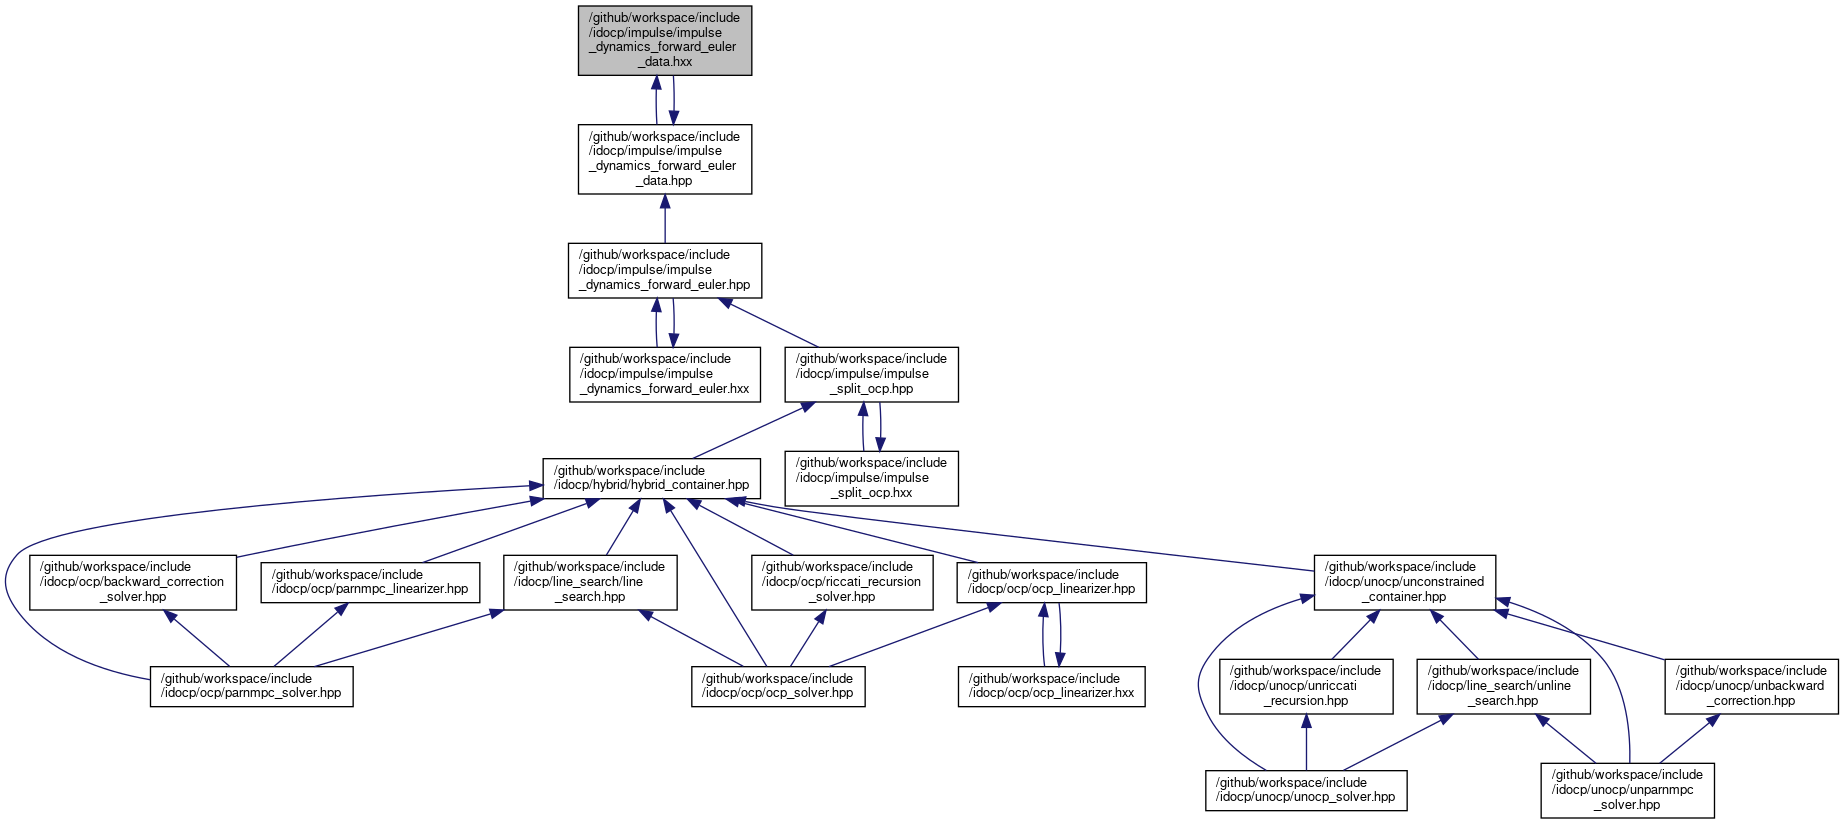 /github/workspace/include
/idocp/impulse/impulse
_dynamics_forward_euler
_data.hxx
/github/workspace/include
/idocp/impulse/impulse
_dynamics_forward_euler
_data.hpp
/github/workspace/include
/idocp/impulse/impulse
_dynamics_forward_euler.hpp
/github/workspace/include
/idocp/impulse/impulse
_dynamics_forward_euler.hxx
/github/workspace/include
/idocp/impulse/impulse
_split_ocp.hpp
/github/workspace/include
/idocp/hybrid/hybrid_container.hpp
/github/workspace/include
/idocp/impulse/impulse
_split_ocp.hxx
/github/workspace/include
/idocp/ocp/backward_correction
_solver.hpp
/github/workspace/include
/idocp/ocp/parnmpc_linearizer.hpp
/github/workspace/include
/idocp/line_search/line
_search.hpp
/github/workspace/include
/idocp/ocp/riccati_recursion
_solver.hpp
/github/workspace/include
/idocp/ocp/ocp_linearizer.hpp
/github/workspace/include
/idocp/unocp/unconstrained
_container.hpp
/github/workspace/include
/idocp/ocp/parnmpc_solver.hpp
/github/workspace/include
/idocp/ocp/ocp_solver.hpp
/github/workspace/include
/idocp/ocp/ocp_linearizer.hxx
/github/workspace/include
/idocp/unocp/unriccati
_recursion.hpp
/github/workspace/include
/idocp/line_search/unline
_search.hpp
/github/workspace/include
/idocp/unocp/unbackward
_correction.hpp
/github/workspace/include
/idocp/unocp/unocp_solver.hpp
/github/workspace/include
/idocp/unocp/unparnmpc
_solver.hpp